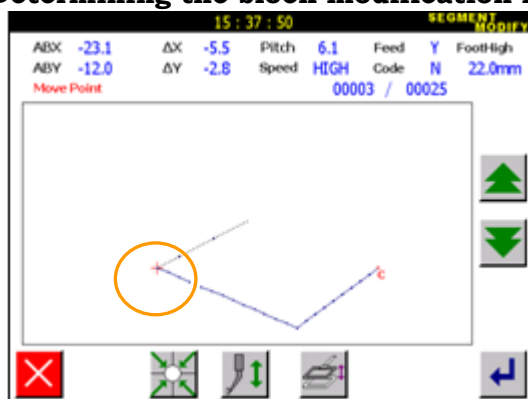 Determining the block modification
15 : 37 : 50 SEGMENT MODIFY
ABX -23.1 ΔX -5.5 Pitch 6.1 Feed Y FootHigh
ABY -12.0 ΔY -2.8 Speed HIGH Code N 22.0mm
Move Point 00003 / 00025
C